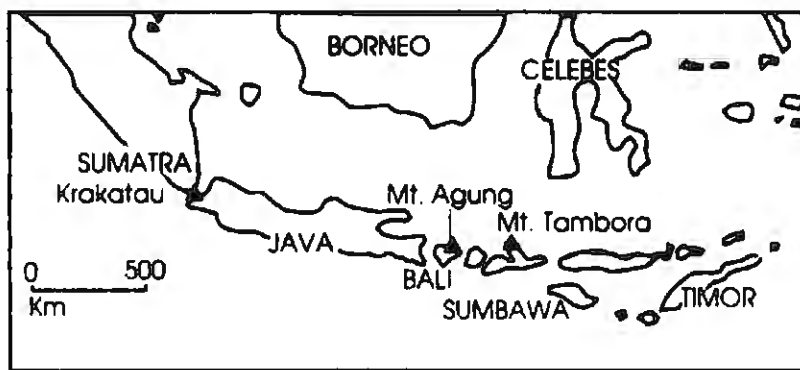 BORNEO
CELEBES
SUMATRA
Krakatau
Mt. Agung
Mt. Tambora
JAVA
BALI
0 500
Km
SUMBAWA
TIMOR